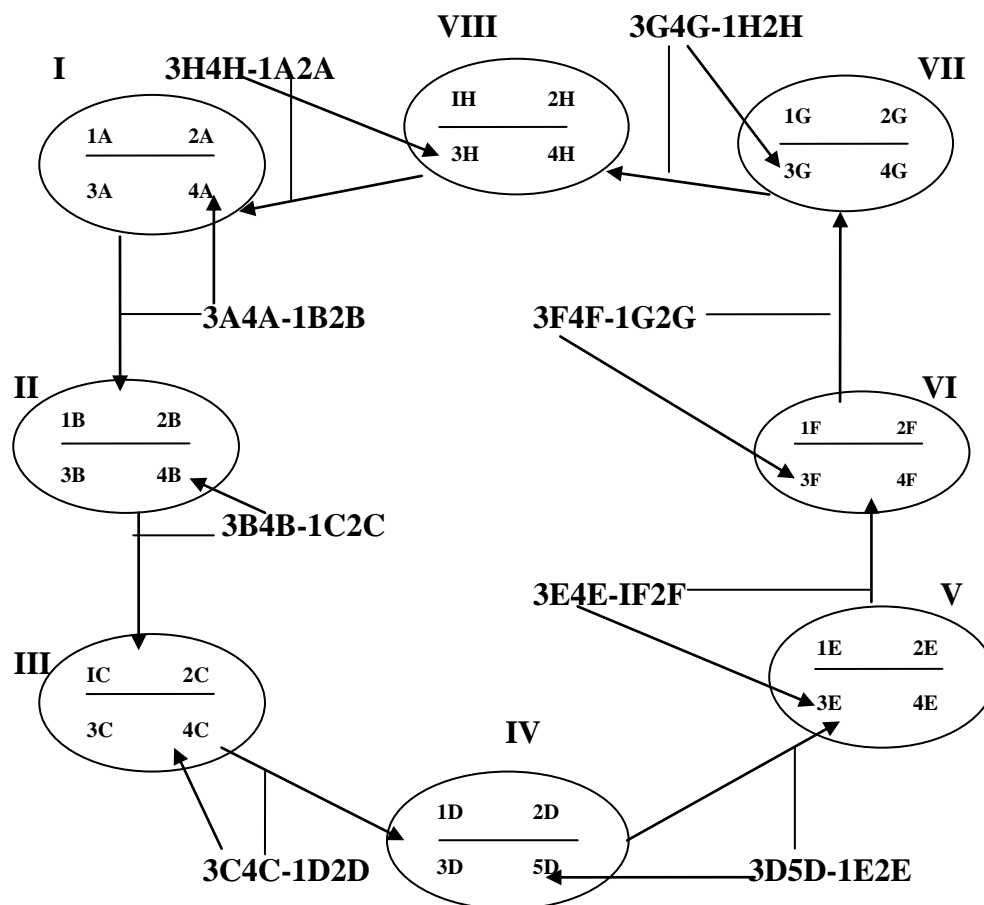 VIII
3G4G-1H2H
I
3H4H-1A2A
VII
IH 2H
3H 4H
1G 2G
3G 4G
1A 2A
3A 4A
3A4A-1B2B
3F4F-1G2G
II
VI
1B 2B
3B 4B
1F 2F
3F 4F
3B4B-1C2C
3E4E-IF2F
V
III
IC 2C
3C 4C
1E 2E
3E 4E
IV
1D 2D
3D 5D
3C4C-1D2D
3D5D-1E2E